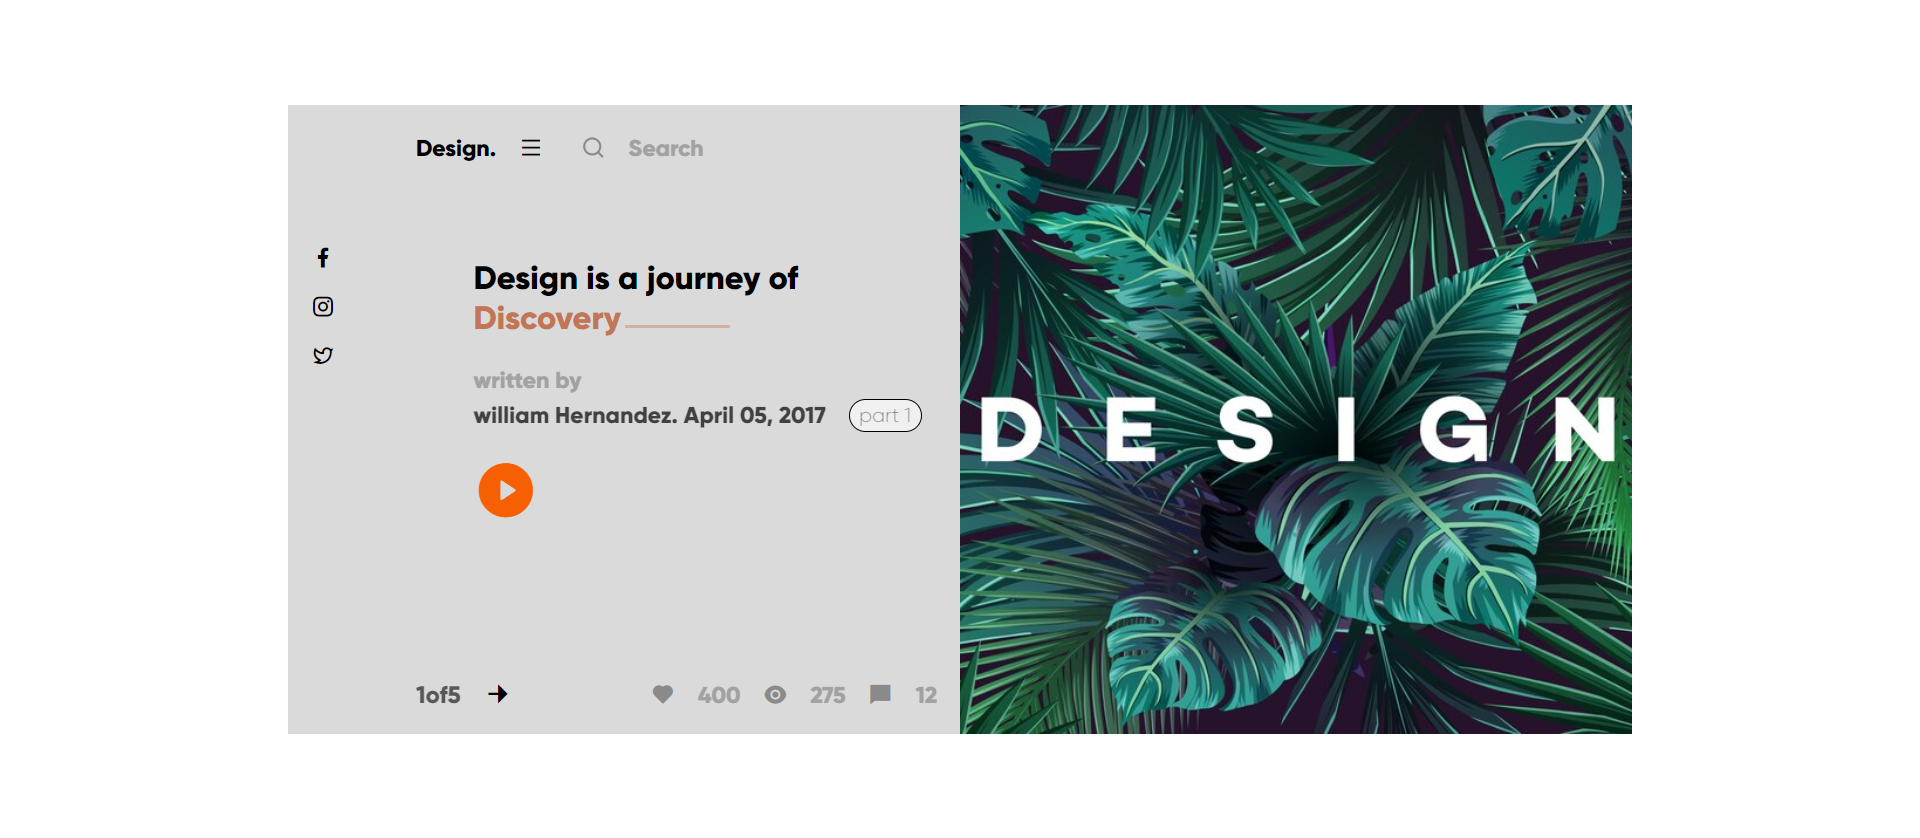 Design.
Search
Design is a journey of
Discovery
written by
william Hernandez. April 05, 2017
part 1
1of5
400
275
12
DESIGN